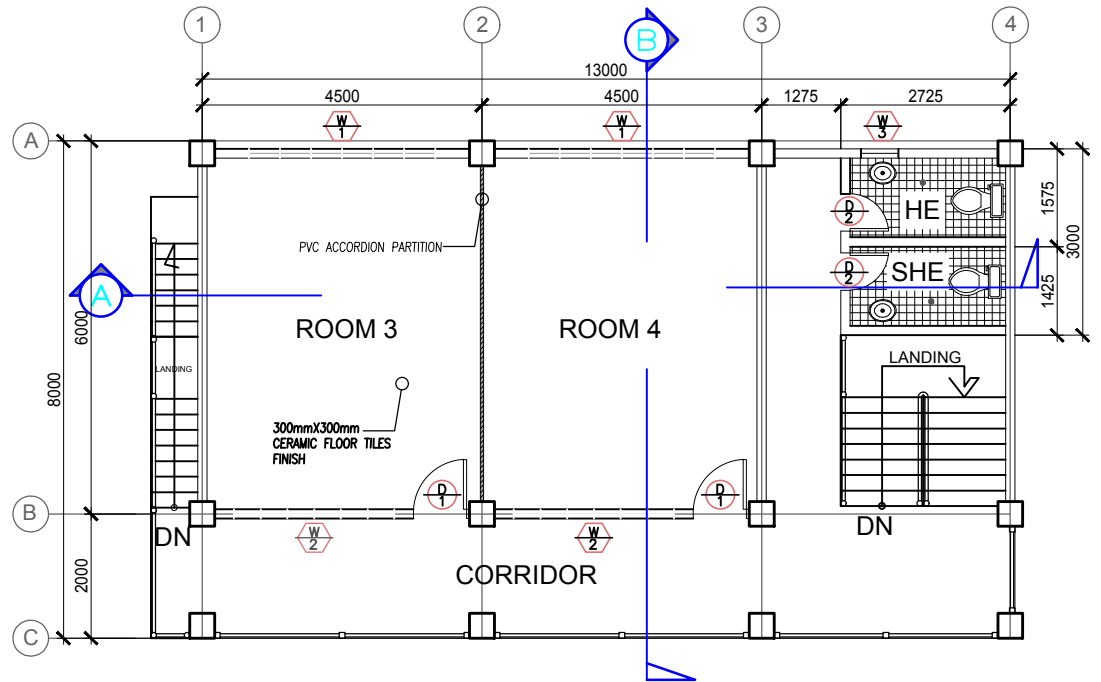 1
2
3
4
B
13000
4500
4500
1275
2725
W
1
W
1
W
3
A
D
2
HE
1575
3000
PVC ACCORDION PARTITION
D
2
SHE
1425
A
6000
8000
ROOM 3
ROOM 4
LANDING
LANDING
300mmX300mm
CERAMIC FLOOR TILES
FINISH
D
1
D
1
B
DN
W
2
W
2
DN
2000
CORRIDOR
C